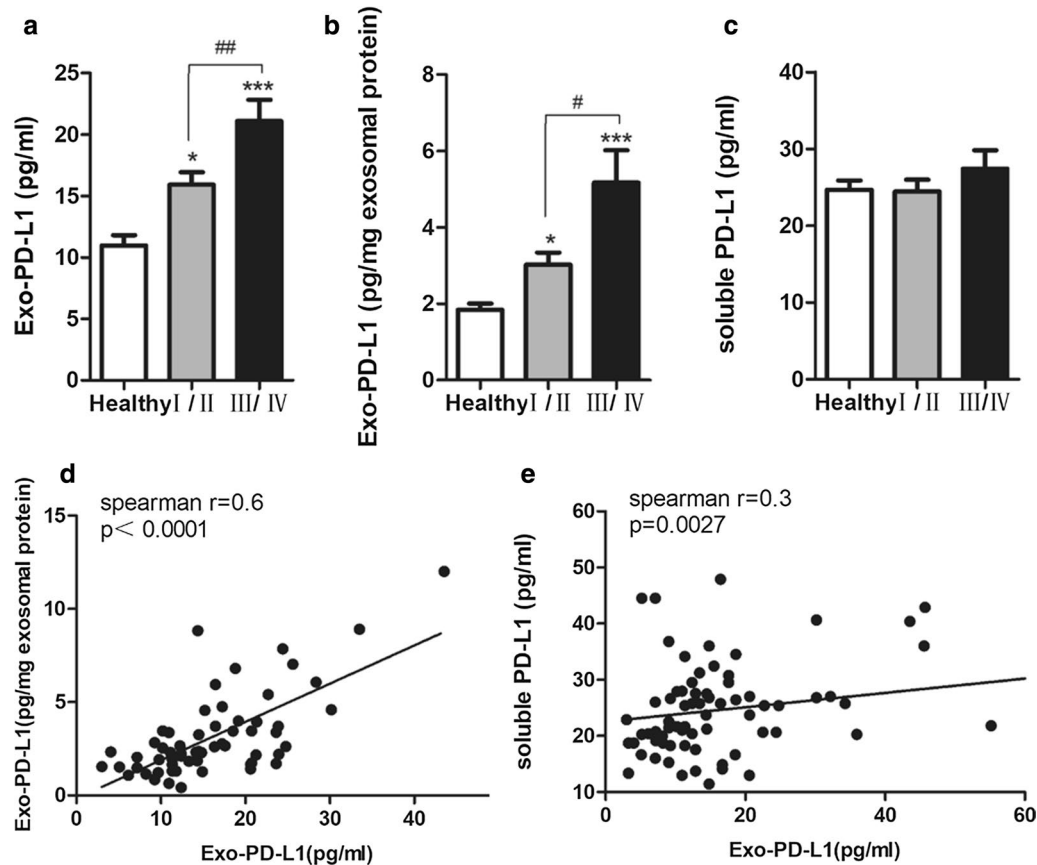 a
##
***
*
Exo-PD-L1 (pg/ml)
25
20
15
10
5
0
Healthy Ⅰ / Ⅱ Ⅲ/ Ⅳ
b
#
***
*
Exo-PD-L1 (pg/mg exosomal protein)
8
6
4
2
0
Healthy Ⅰ / Ⅱ Ⅲ/ Ⅳ
c
soluble PD-L1 (pg/ml)
40
30
20
10
0
Healthy Ⅰ / Ⅱ Ⅲ/Ⅳ
d
spearman r=0.6
p< 0.0001
Exo-PD-L1(pg/mg exosomal protein)
15
10
5
0
0 10 20 30 40
Exo-PD-L1(pg/ml)
e
spearman r=0.3
p=0.0027
soluble PD-L1 (pg/ml)
60
50
40
30
20
10
0 20 40 60
Exo-PD-L1(pg/ml)